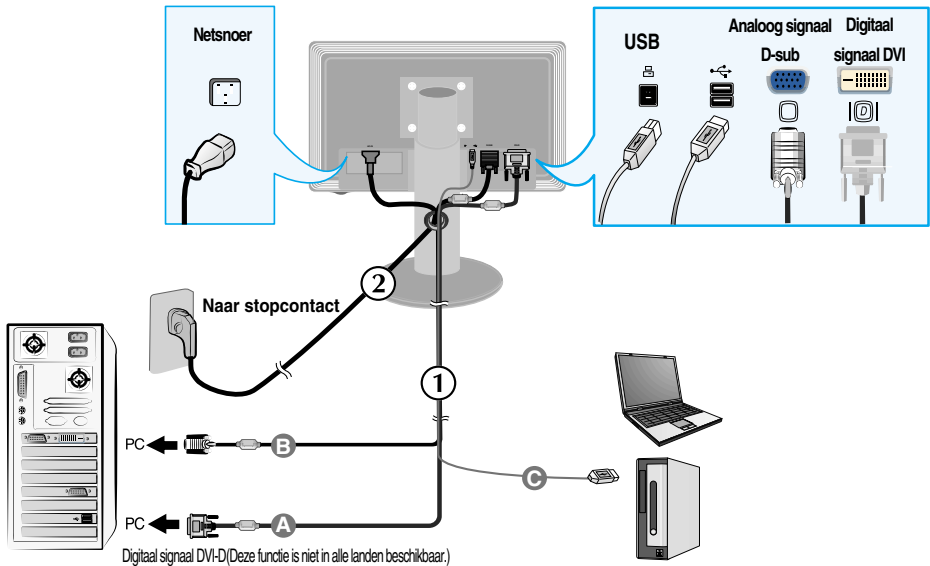 Netsnoer
USB
Analoog signaal
D-sub
Digitaal
signaal DVI
Naar stopcontact
2
1
PC
B
C
PC
A
Digitaal signaal DVI-D(Deze functie is niet in alle landen beschikbaar.)